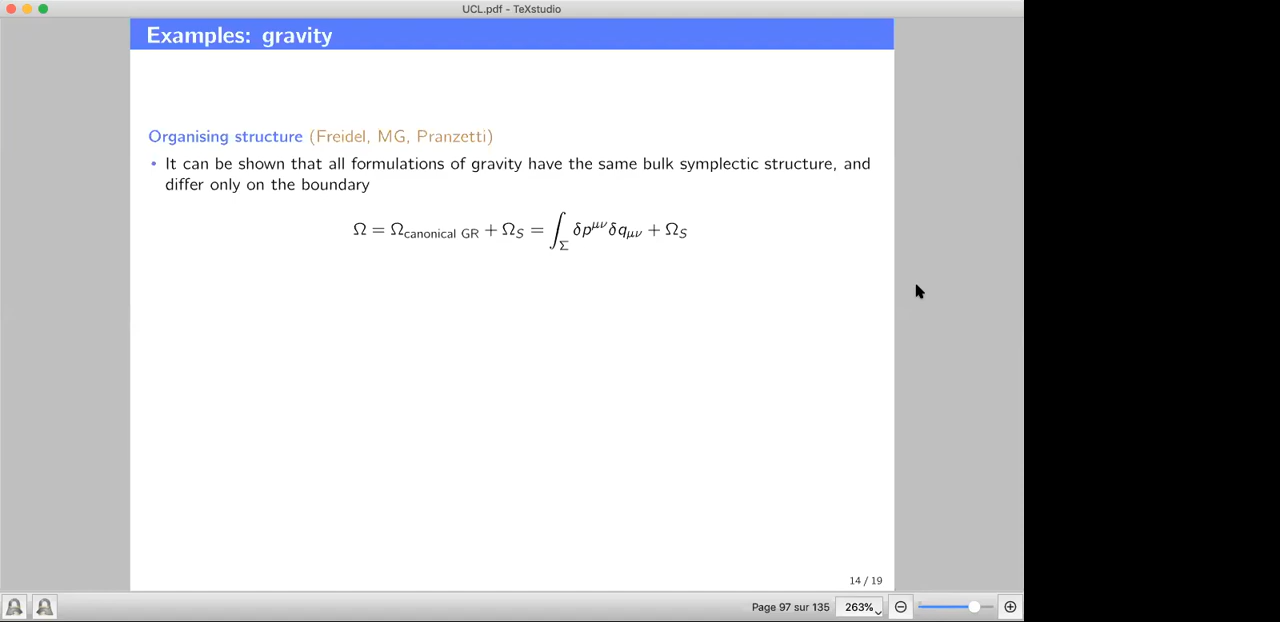 UCL.pdf - TeXstudio
Examples: gravity
Organising structure (Freidel, MG, Pranzetti)
• It can be shown that all formulations of gravity have the same bulk symplectic structure, and
differ only on the boundary
Ω = Ω_canonical GR + Ω_S = ∫_Σ δp^{μν}δq_{μν} + Ω_S
14 / 19
Page 97 sur 135 263%